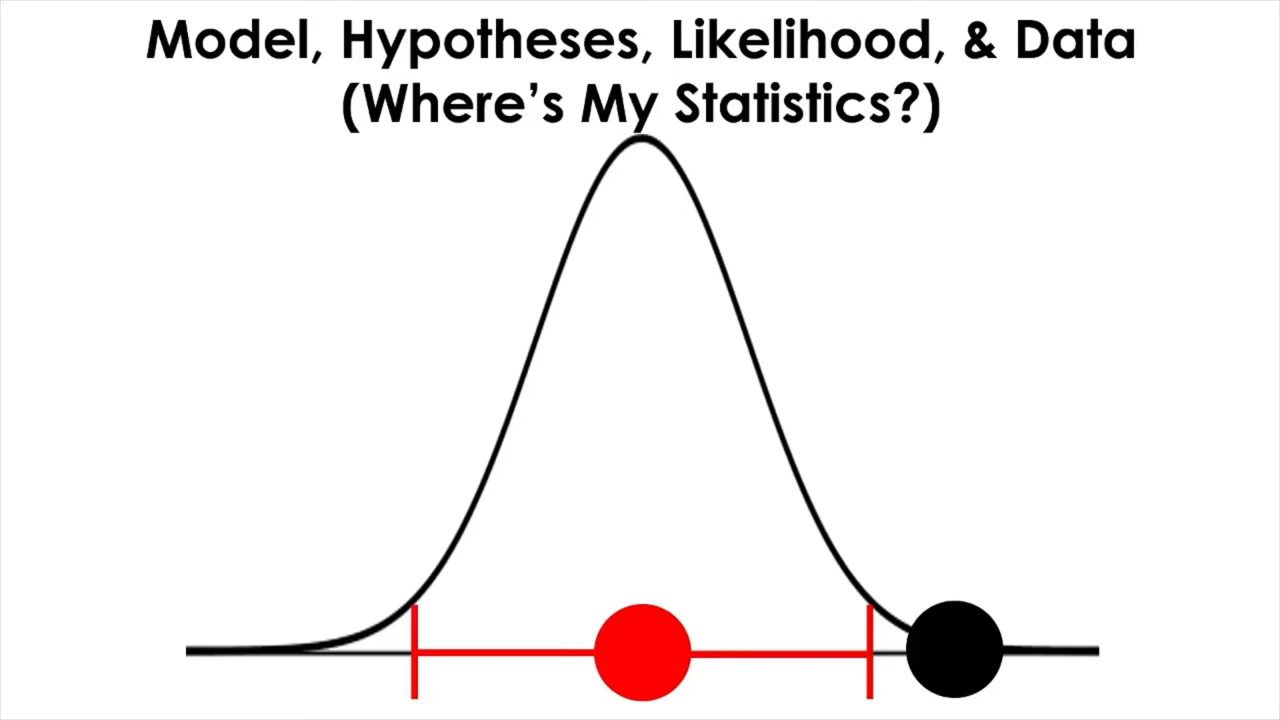 Model, Hypotheses, Likelihood, & Data
(Where’s My Statistics?)